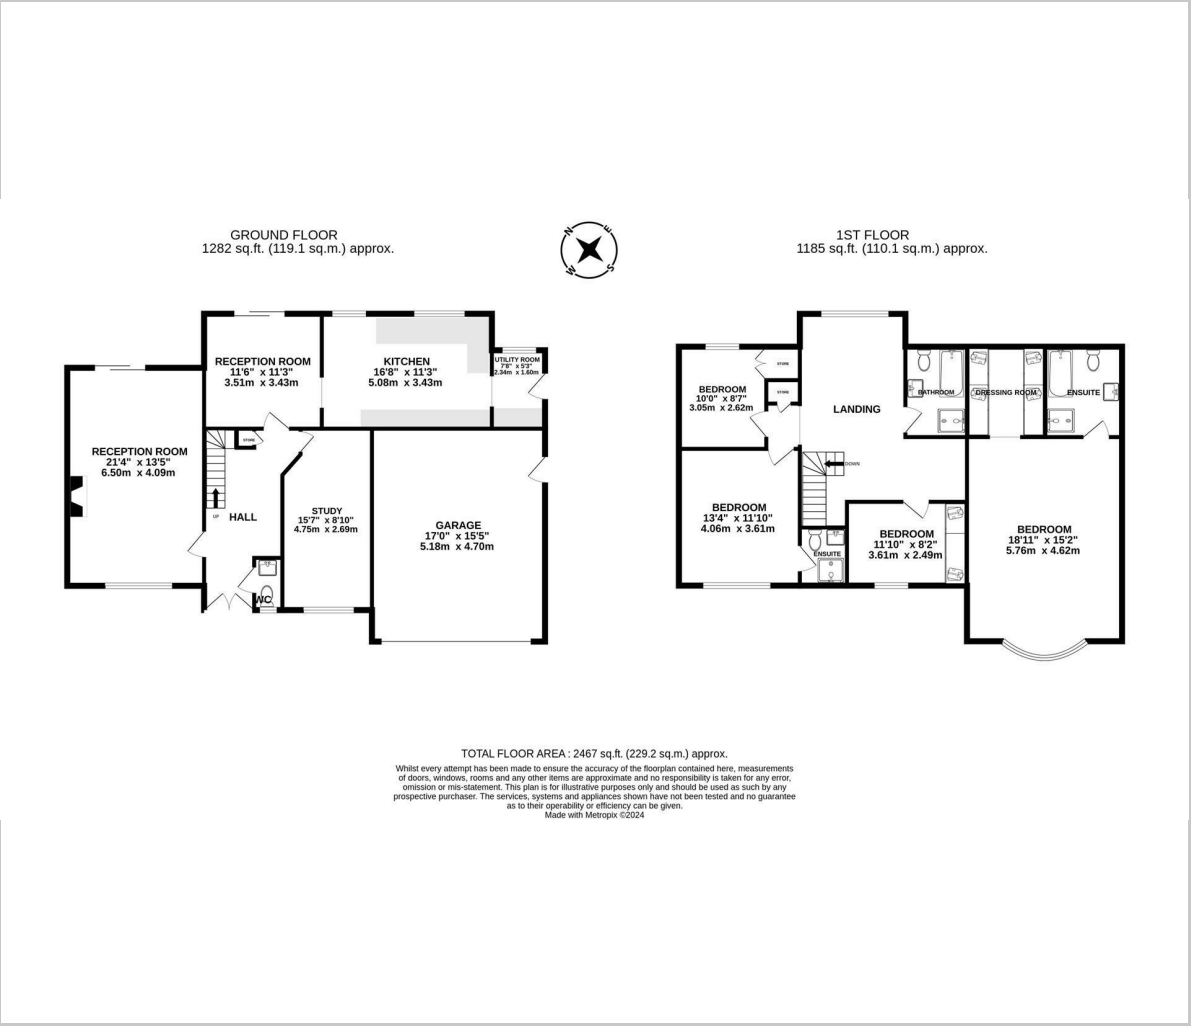 GROUND FLOOR
1282 sq.ft. (119.1 sq.m.) approx.
N
E
S
W
1ST FLOOR
1185 sq.ft. (110.1 sq.m.) approx.
RECEPTION ROOM
11'6" x 11'3"
3.51m x 3.43m
KITCHEN
16'8" x 11'3"
5.08m x 3.43m
UTILITY ROOM
7'8" x 5'3"
2.34m x 1.60m
RECEPTION ROOM
21'4" x 13'5"
6.50m x 4.09m
STORE
UP
HALL
STUDY
15'7" x 8'10"
4.75m x 2.69m
GARAGE
17'0" x 15'5"
5.18m x 4.70m
WC
STORE
STORE
BEDROOM
10'0" x 8'7"
3.05m x 2.62m
LANDING
BATHROOM
DRESSING ROOM
ENSUITE
DOWN
BEDROOM
13'4" x 11'10"
4.06m x 3.61m
ENSUITE
BEDROOM
11'10" x 8'2"
3.61m x 2.49m
BEDROOM
18'11" x 15'2"
5.76m x 4.62m
TOTAL FLOOR AREA : 2467 sq.ft. (229.2 sq.m.) approx.
Whilst every attempt has been made to ensure the accuracy of the floorplan contained here, measurements
of doors, windows, rooms and any other items are approximate and no responsibility is taken for any error,
omission or mis-statement. This plan is for illustrative purposes only and should be used as such by any
prospective purchaser. The services, systems and appliances shown have not been tested and no guarantee
as to their operability or efficiency can be given.
Made with Metropix ©2024